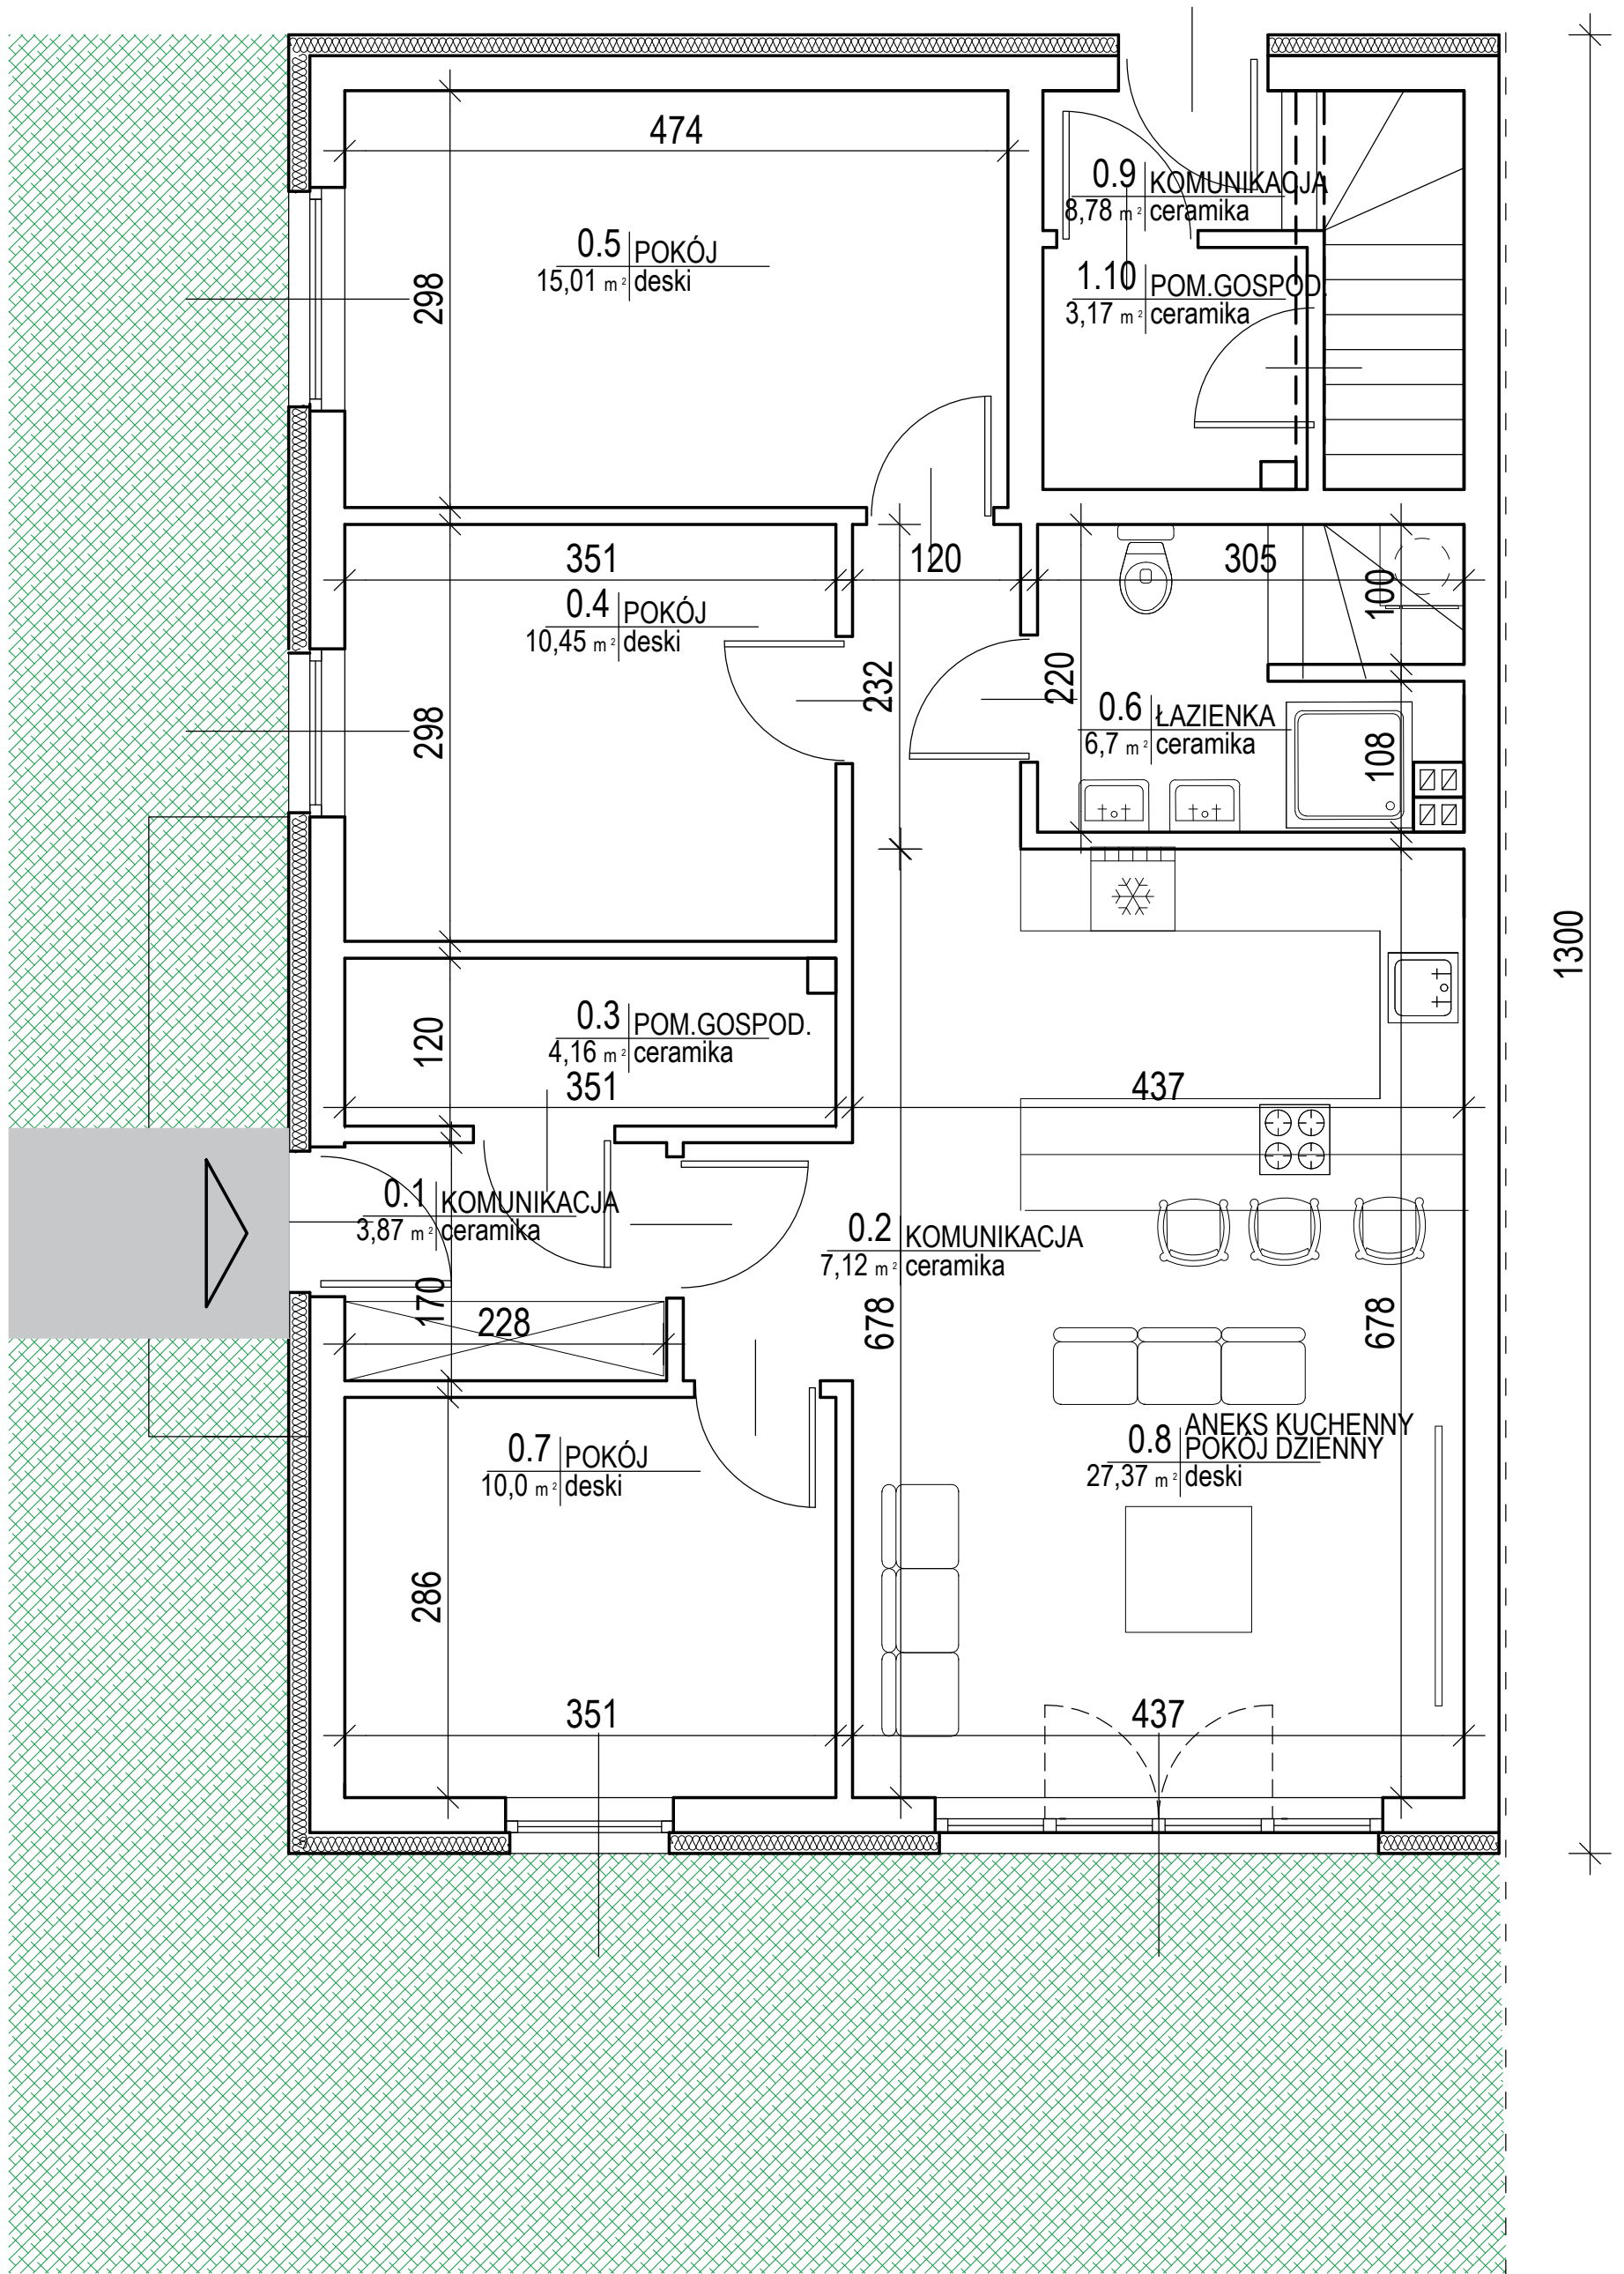 474
0.9 KOMUNIKACJA
8,78 m² ceramika
0.5 POKÓJ
15,01 m² deski
298
1.10 POM.GOSPOD.
3,17 m² ceramika
351
120
305
100
0.4 POKÓJ
10,45 m² deski
232
220
298
0.6 ŁAZIENKA
6,7 m² ceramika
108
1300
0.3 POM.GOSPOD.
4,16 m² ceramika
120
351
437
0.1 KOMUNIKACJA
3,87 m² ceramika
0.2 KOMUNIKACJA
7,12 m² ceramika
170
228
678
678
0.8 ANEKS KUCHENNY
POKÓJ DZIENNY
27,37 m² deski
0.7 POKÓJ
10,0 m² deski
286
351
437